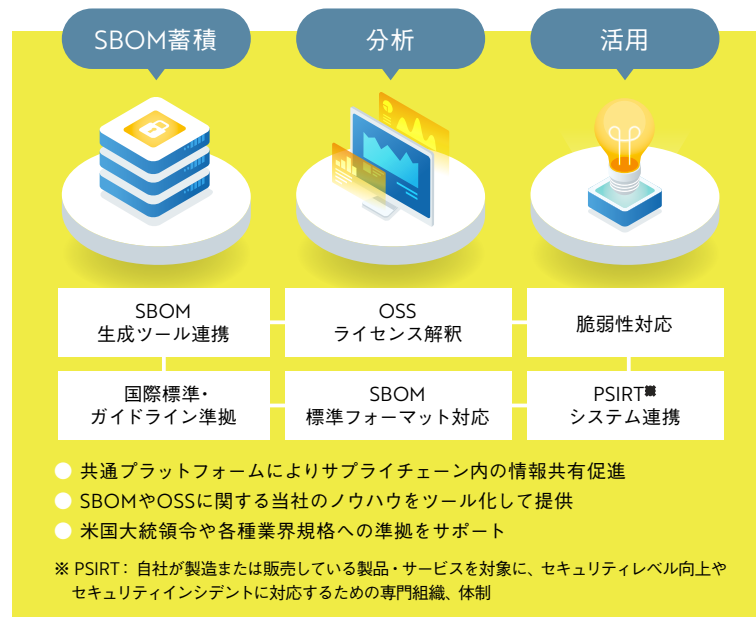 SBOM蓄積
分析
活用
SBOM
生成ツール連携
OSS
ライセンス解釈
脆弱性対応
国際標準・
ガイドライン準拠
SBOM
標準フォーマット対応
PSIRT※
システム連携
共通プラットフォームによりサプライチェーン内の情報共有促進
SBOMやOSSに関する当社のノウハウをツール化して提供
米国大統領令や各種業界規格への準拠をサポート
※ PSIRT： 自社が製造または販売している製品・サービスを対象に、セキュリティレベル向上や
セキュリティインシデントに対応するための専門組織、体制